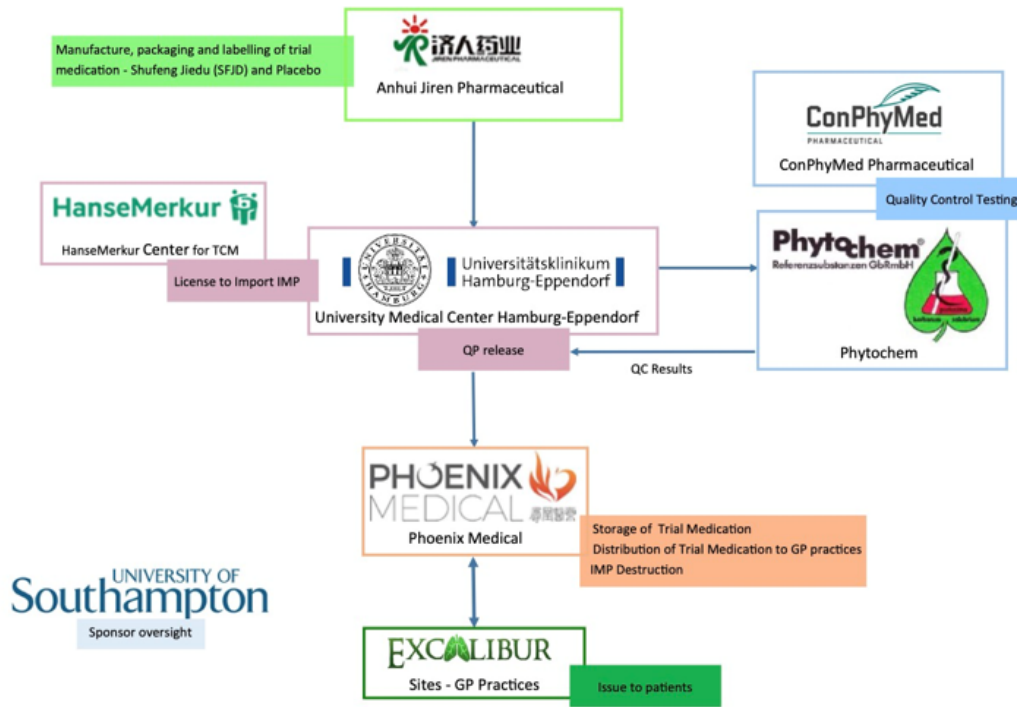 Manufacture, packaging and labelling of trial
medication - Shufeng Jiedu (SFJD) and Placebo
济人药业
JIREN PHARMACEUTICAL
Anhui Jiren Pharmaceutical
ConPhyMed
PHARMACEUTICAL
ConPhyMed Pharmaceutical
Quality Control Testing
HanseMerkur
HanseMerkur Center for TCM
License to Import IMP
UNIVERSITAET
HAMBURG
Universitätsklinikum
Hamburg-Eppendorf
University Medical Center Hamburg-Eppendorf
QP release
Phytochem®
Referenzsubstanzen GbRmbH
Phytochem
QC Results
PHOENIX
MEDICAL
Phoenix Medical
Storage of Trial Medication
Distribution of Trial Medication to GP practices
IMP Destruction
UNIVERSITY OF
Southampton
Sponsor oversight
EXCALIBUR
Sites - GP Practices
Issue to patients